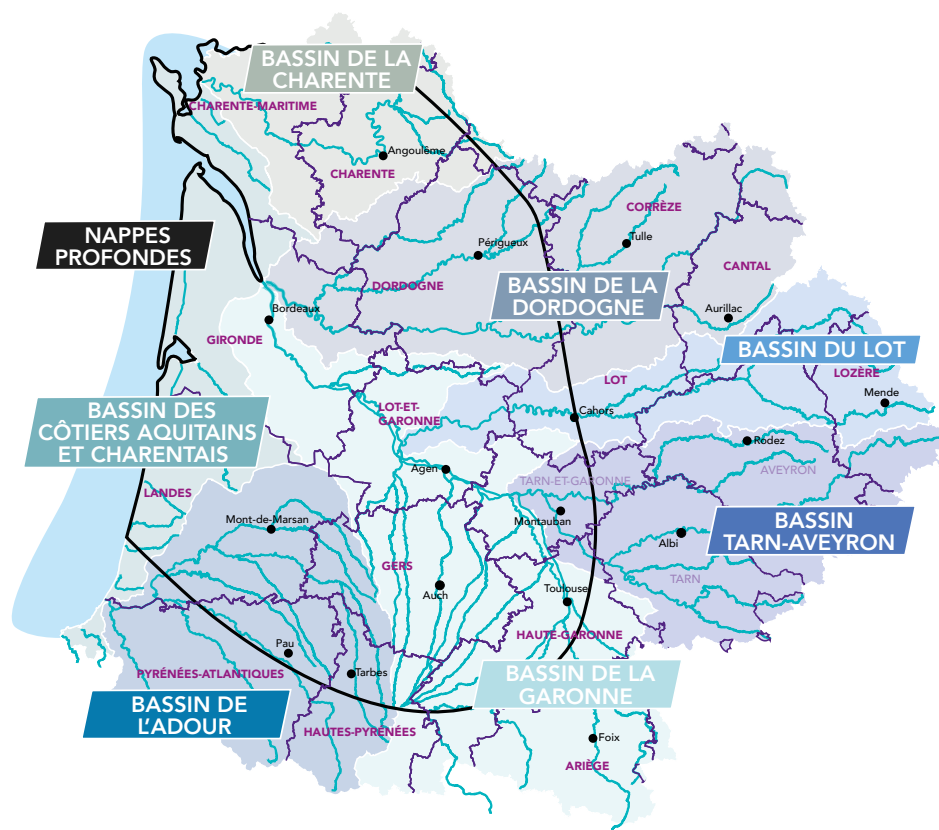 BASSIN DE LA
CHARENTE
CHARENTE-MARITIME
Angoulême
CHARENTE
CORRÈZE
NAPPES
PROFONDES
Périgueux
Tulle
CANTAL
DORDOGNE
BASSIN DE LA
DORDOGNE
Aurillac
Bordeaux
GIRONDE
BASSIN DU LOT
LOT
LOZÈRE
Mende
BASSIN DES
CÔTIERS AQUITAINS
ET CHARENTAIS
LOT-ET-
GARONNE
Cahors
Rodez
Agen
AVEYRON
TARN-ET-GARONNE
LANDES
Mont-de-Marsan
Montauban
BASSIN
TARN-AVEYRON
Albi
GERS
TARN
Auch
Toulouse
HAUTE-GARONNE
Pau
PYRÉNÉES-ATLANTIQUES
Tarbes
BASSIN DE LA
GARONNE
BASSIN DE
L'ADOUR
HAUTES-PYRÉNÉES
Foix
ARIÈGE